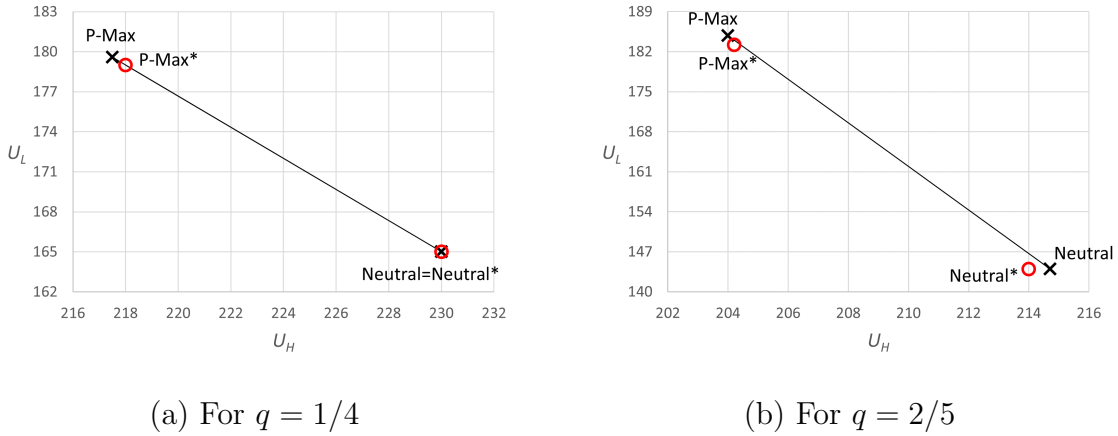 183
180
177
174
171
168
165
162
U_L
P-Max
P-Max*
Neutral=Neutral*
216 218 220 222 224 226 228 230 232
U_H
(a) For q = 1/4
189
182
175
168
161
154
147
140
U_L
P-Max
P-Max*
Neutral
Neutral*
202 204 206 208 210 212 214 216
U_H
(b) For q = 2/5